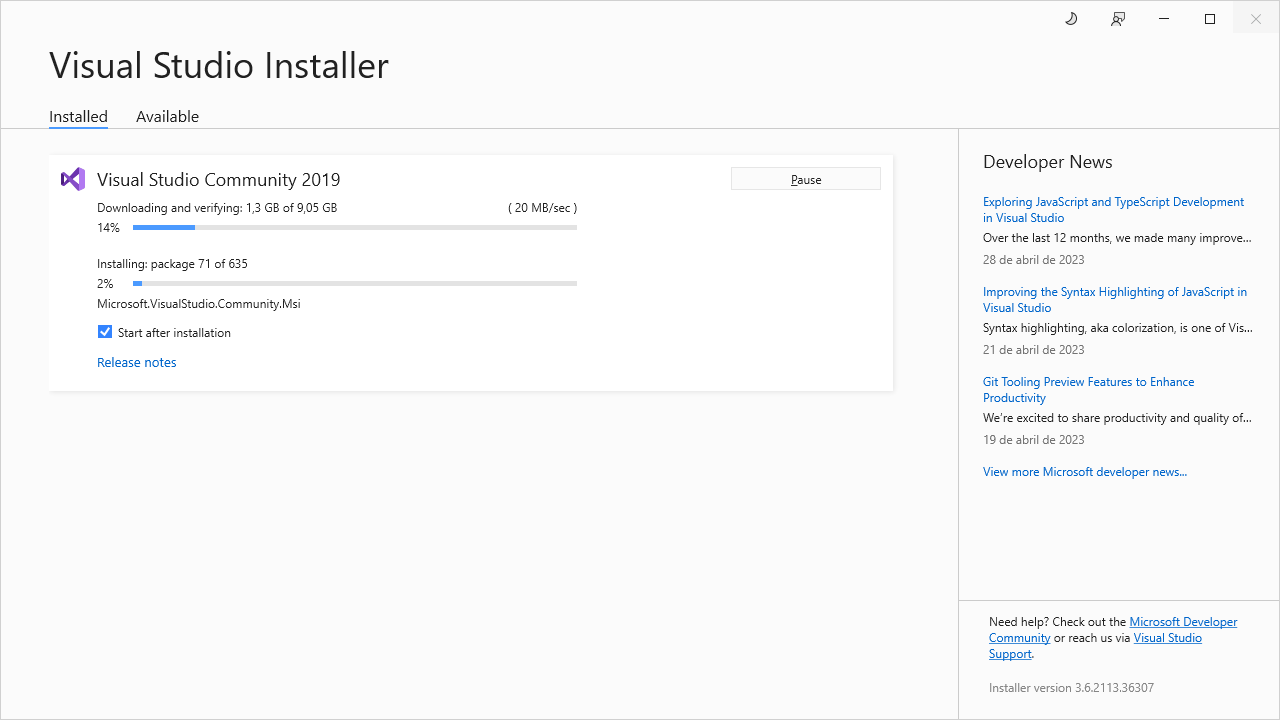 Visual Studio Installer
Installed
Available
Visual Studio Community 2019
Pause
Downloading and verifying: 1,3 GB of 9,05 GB
( 20 MB/sec )
14%
Installing: package 71 of 635
2%
Microsoft.VisualStudio.Community.Msi
Start after installation
Release notes
Developer News
Exploring JavaScript and TypeScript Development
in Visual Studio
Over the last 12 months, we made many improve...
28 de abril de 2023
Improving the Syntax Highlighting of JavaScript in
Visual Studio
Syntax highlighting, aka colorization, is one of Vis...
21 de abril de 2023
Git Tooling Preview Features to Enhance
Productivity
We’re excited to share productivity and quality of...
19 de abril de 2023
View more Microsoft developer news...
Need help? Check out the Microsoft Developer
Community or reach us via Visual Studio
Support.
Installer version 3.6.2113.36307